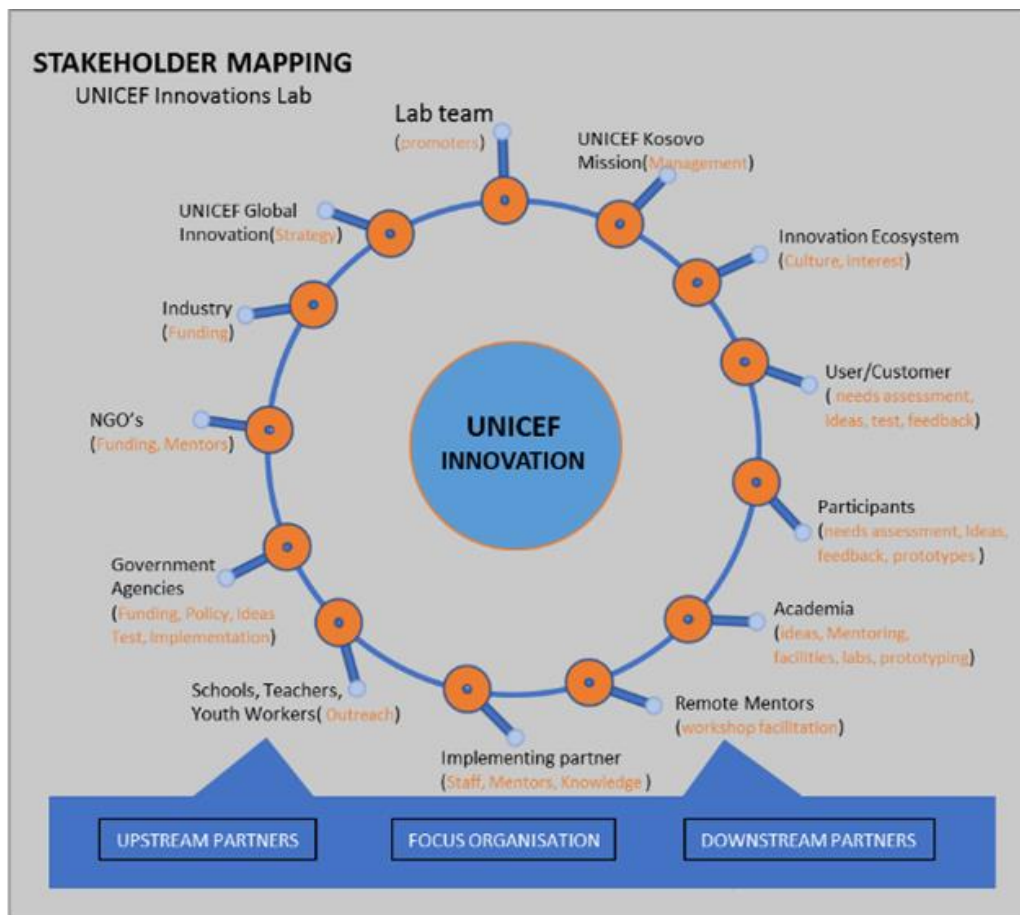 STAKEHOLDER MAPPING
UNICEF Innovations Lab
Lab team
(promoters)
UNICEF Kosovo
Mission(Management)
Innovation Ecosystem
(Culture, interest)
User/Customer
( needs assessment,
Ideas, test, feedback)
Participants
(needs assessment, Ideas,
feedback, prototypes )
Academia
(ideas, Mentoring,
facilities, labs, prototyping)
Remote Mentors
(workshop facilitation)
Implementing partner
(Staff, Mentors, Knowledge )
Schools, Teachers,
Youth Workers( Outreach)
Government
Agencies
(Funding, Policy, Ideas
Test, Implementation)
NGO's
(Funding, Mentors)
Industry
(Funding)
UNICEF Global
Innovation(Strategy)
UNICEF
INNOVATION
UPSTREAM PARTNERS
FOCUS ORGANISATION
DOWNSTREAM PARTNERS